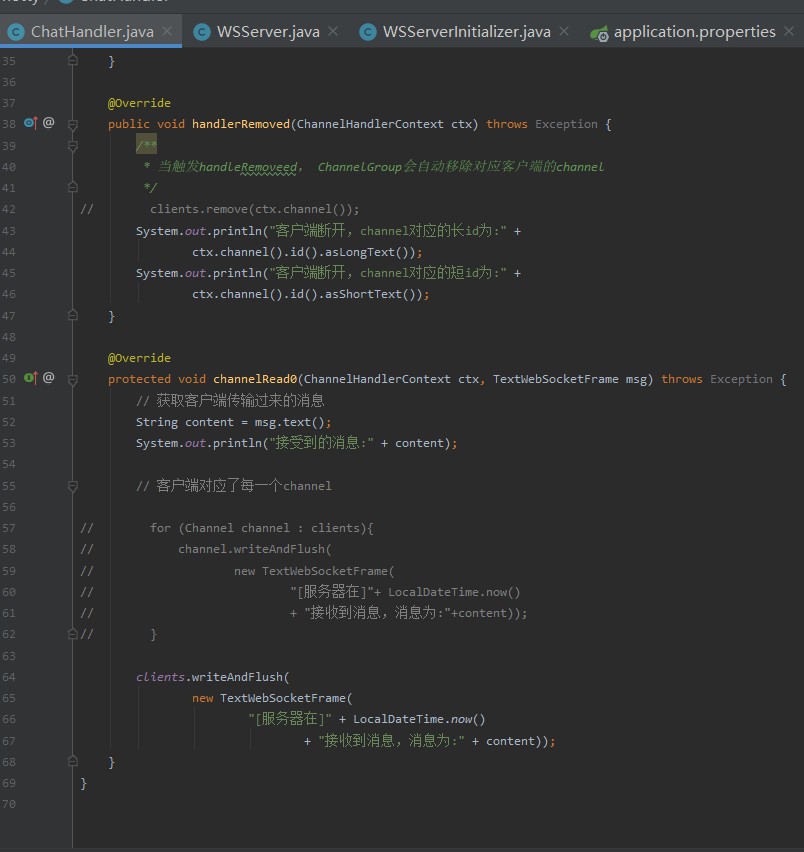 ChatHandler.java × WSServer.java × WSServerInitializer.java × application.properties ×
35 }
36
37 @Override
38 @ public void handlerRemoved(ChannelHandlerContext ctx) throws Exception {
39 /**
40 * 当触发handleRemoveed， ChannelGroup会自动移除对应客户端的channel
41 */
42 // clients.remove(ctx.channel());
43 System.out.println("客户端断开，channel对应的长id为:" +
44 ctx.channel().id().asLongText());
45 System.out.println("客户端断开，channel对应的短id为:" +
46 ctx.channel().id().asShortText());
47 }
48
49 @Override
50 @ protected void channelRead0(ChannelHandlerContext ctx, TextWebSocketFrame msg) throws Exception {
51 // 获取客户端传输过来的消息
52 String content = msg.text();
53 System.out.println("接受到的消息:" + content);
54
55 // 客户端对应了每一个channel
56
57 // for (Channel channel : clients){
58 // channel.writeAndFlush(
59 // new TextWebSocketFrame(
60 // "[服务器在]"+ LocalDateTime.now()
61 // + "接收到消息，消息为:"+content));
62 // }
63
64 clients.writeAndFlush(
65 new TextWebSocketFrame(
66 "[服务器在]" + LocalDateTime.now()
67 + "接收到消息，消息为:" + content));
68 }
69 }
70